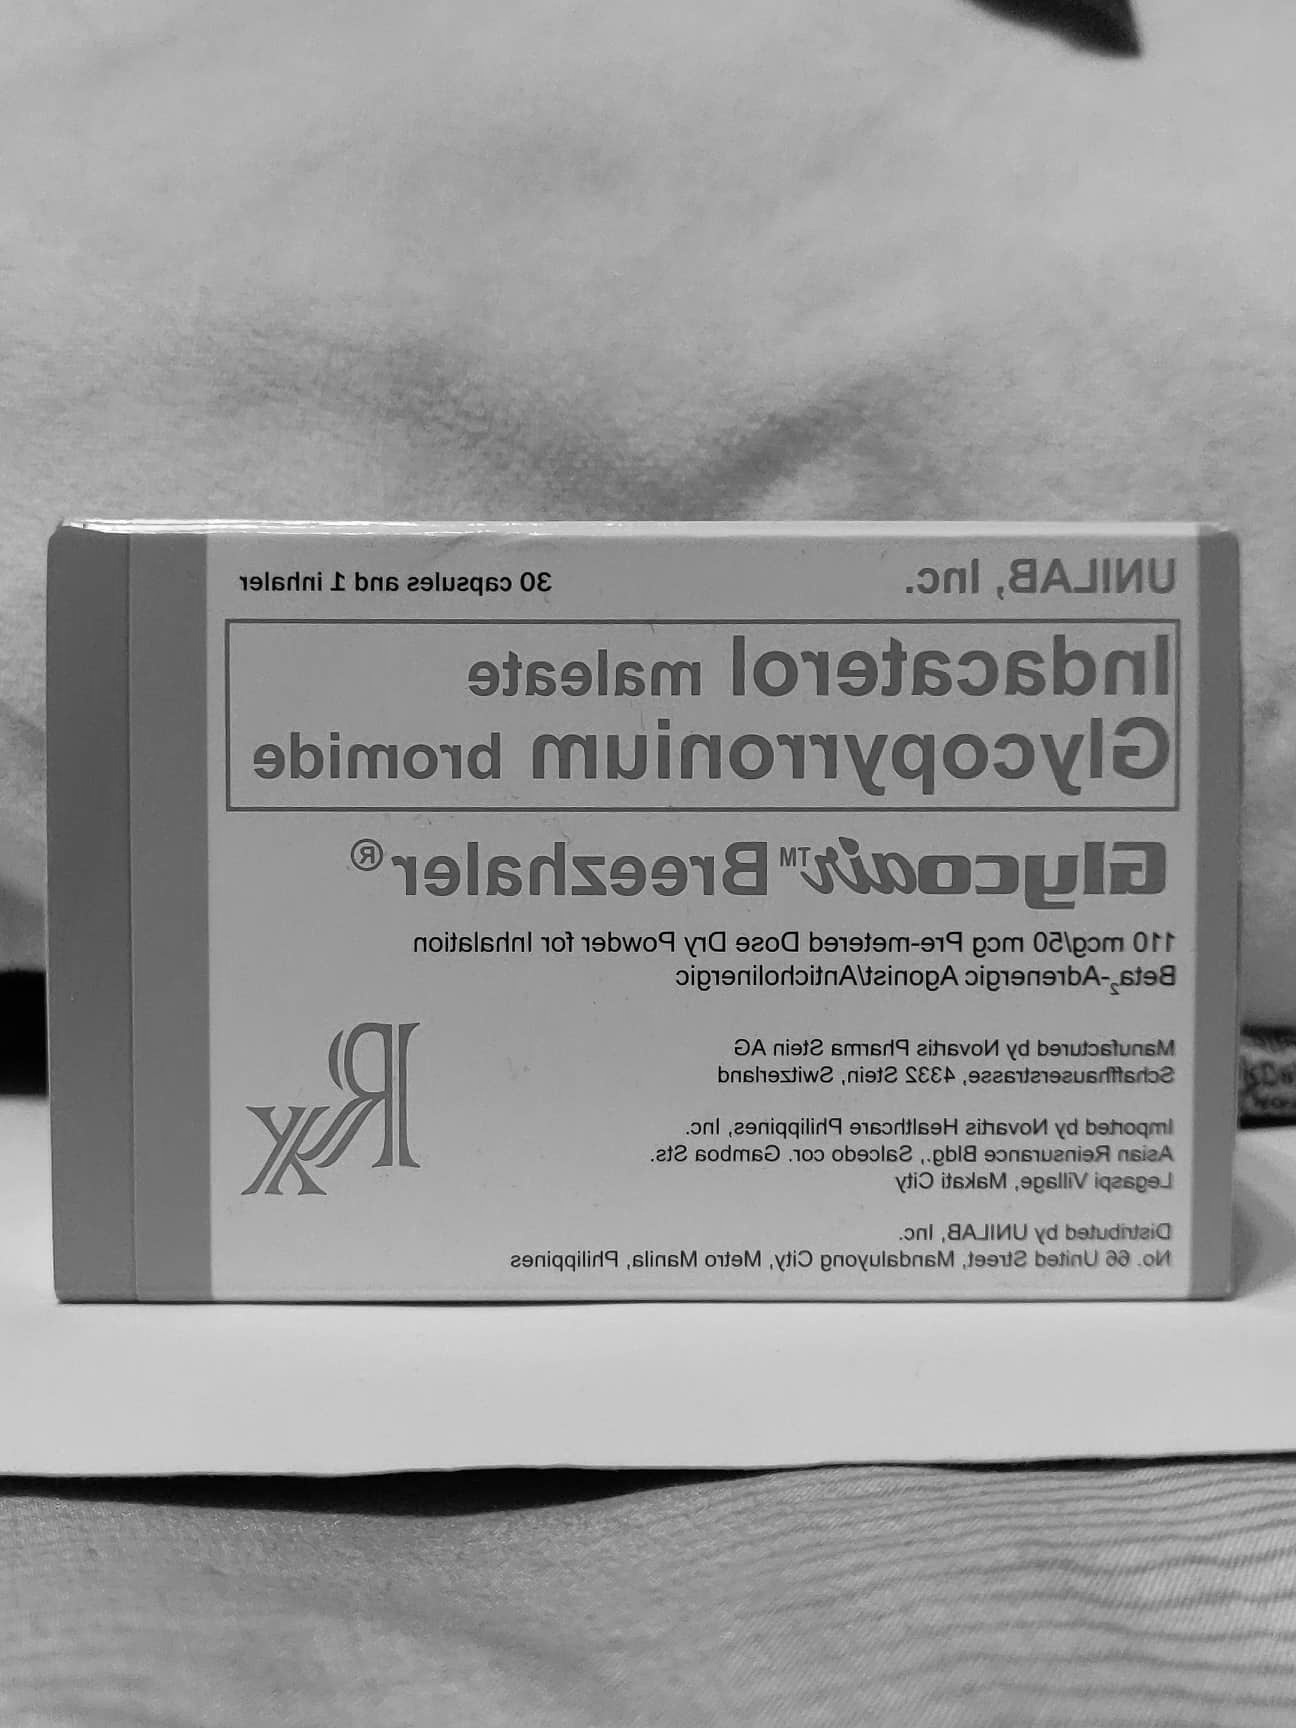 UNILAB, Inc.
30 capsules and 1 inhaler
Indacaterol maleate
Glycopyrronium bromide
Glycoair™ Breezhaler®
110 mcg/50 mcg Pre-metered Dose Dry Powder for Inhalation
Beta₂-Adrenergic Agonist/Anticholinergic
Rx
Manufactured by Novartis Pharma Stein AG
Schaffhauserstrasse, 4332 Stein, Switzerland
Imported by Novartis Healthcare Philippines, Inc.
Asian Reinsurance Bldg., Salcedo cor. Gamboa Sts.
Legaspi Village, Makati City
Distributed by UNILAB, Inc.
No. 66 United Street, Mandaluyong City, Metro Manila, Philippines